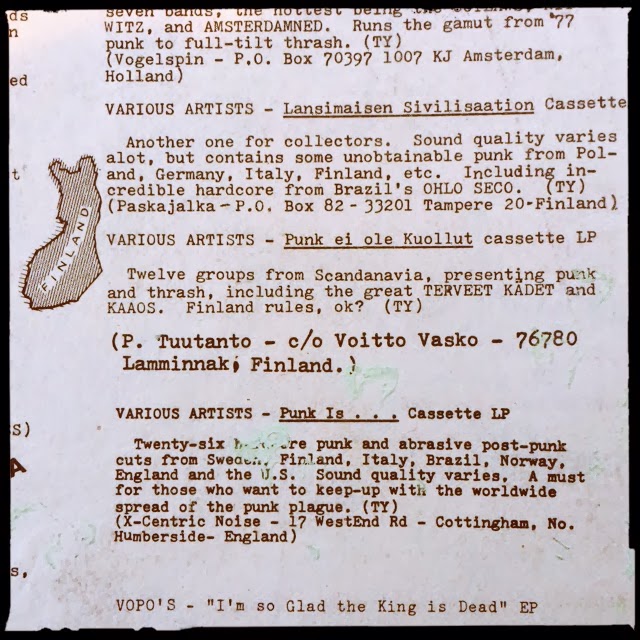 ds
seven bands, the hottest being
n
WITZ, and AMSTERDAMNED. Runs the gamut from '77
punk to full-tilt thrash. (TY)
(Vogelspin - P.O. Box 70397 1007 KJ Amsterdam,
ed
Holland)
VARIOUS ARTISTS - Lansimaisen Sivilisaation Cassette
Another one for collectors. Sound quality varies
alot, but contains some unobtainable punk from Pol-
t
and, Germany, Italy, Finland, etc. Including in-
credible hardcore from Brazil's OHLO SECO. (TY)
(Paskajalka - P.O. Box 82 - 33201 Tampere 20-Finland)
FINLAND
VARIOUS ARTISTS - Punk ei ole Kuollut cassette LP
Twelve groups from Scandanavia, presenting punk
and thrash, including the great TERVEET KADET and
KAAOS. Finland rules, ok? (TY)
(P. Tuutanto - c/o Voitto Vasko - 76780
Lamminnaki, Finland.)
VARIOUS ARTISTS - Punk Is . . . Cassette LP
S)
Twenty-six punk and abrasive post-punk
cuts from Sweden, Finland, Italy, Brazil, Norway,
A
England and the U.S. Sound quality varies. A must
for those who want to keep-up with the worldwide
spread of the punk plague. (TY)
(X-Centric Noise - 17 WestEnd Rd - Cottingham, No.
Humberside- England)
s,
VOPO'S - "I'm so Glad the King is Dead" EP